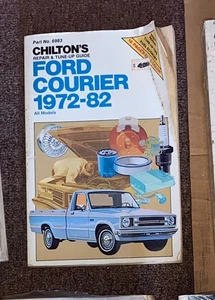 Part No. 6983
CHILTON'S
REPAIR & TUNE-UP GUIDE
FORD
COURIER
1972-82
All Models